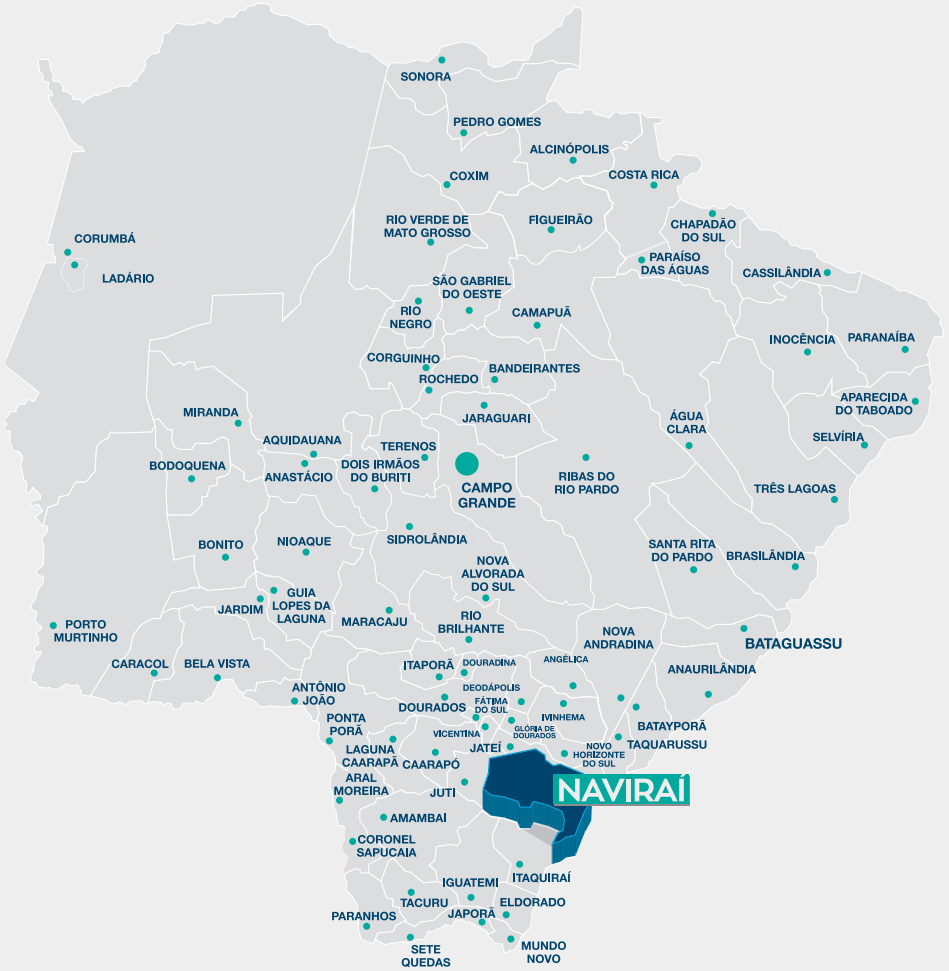 SONORA
PEDRO GOMES
ALCINÓPOLIS
COXIM
COSTA RICA
RIO VERDE DE
MATO GROSSO
FIGUEIRÃO
CHAPADÃO
DO SUL
CORUMBÁ
LADÁRIO
PARAÍSO
DAS ÁGUAS
CASSILÂNDIA
SÃO GABRIEL
DO OESTE
RIO
NEGRO
CAMAPUÃ
INOCÊNCIA
PARANAÍBA
CORGUINHO
ROCHEDO
BANDEIRANTES
APARECIDA
DO TABOADO
MIRANDA
JARAGUARI
ÁGUA
CLARA
AQUIDAUANA
TERENOS
SELVÍRIA
BODOQUENA
ANASTÁCIO
DOIS IRMÃOS
DO BURITI
CAMPO
GRANDE
RIBAS DO
RIO PARDO
TRÊS LAGOAS
BONITO
NIOAQUE
SIDROLÂNDIA
SANTA RITA
DO PARDO
BRASILÂNDIA
NOVA
ALVORADA
DO SUL
JARDIM
GUIA
LOPES DA
LAGUNA
MARACAJU
RIO
BRILHANTE
PORTO
MURTINHO
NOVA
ANDRADINA
BATAGUASSU
CARACOL
BELA VISTA
ITAPORÃ
DOURADINA
ANGÉLICA
ANAURILÂNDIA
ANTÔNIO
JOÃO
DOURADOS
DEODÁPOLIS
FÁTIMA
DO SUL
IVINHEMA
PONTA
PORÃ
VICENTINA
GLÓRIA DE
DOURADOS
BATAYPORÃ
TAQUARUSSU
LAGUNA
CAARAPÃ
CAARAPÓ
JATEÍ
NOVO
HORIZONTE
DO SUL
ARAL
MOREIRA
JUTI
NAVIRAÍ
AMAMBAI
CORONEL
SAPUCAIA
ITAQUIRAÍ
IGUATEMI
TACURU
ELDORADO
PARANHOS
JAPORÃ
SETE
QUEDAS
MUNDO
NOVO